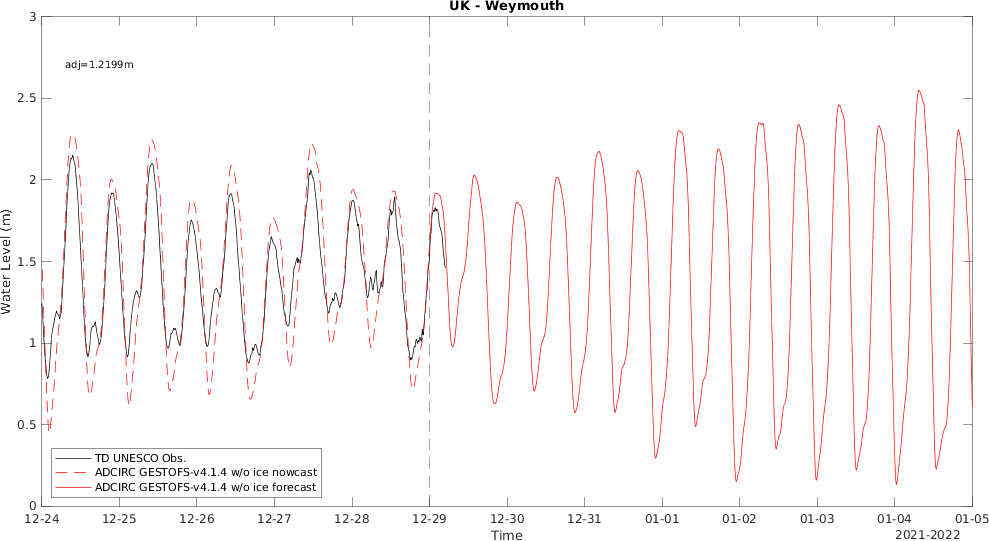 UK - Weymouth
3
2.5
2
1.5
1
0.5
0
Water Level (m)
adj=1.2199m
TD UNESCO Obs.
ADCIRC GESTOFS-v4.1.4 w/o ice nowcast
ADCIRC GESTOFS-v4.1.4 w/o ice forecast
12-24 12-25 12-26 12-27 12-28 12-29 12-30 12-31 01-01 01-02 01-03 01-04 01-05
Time
2021-2022